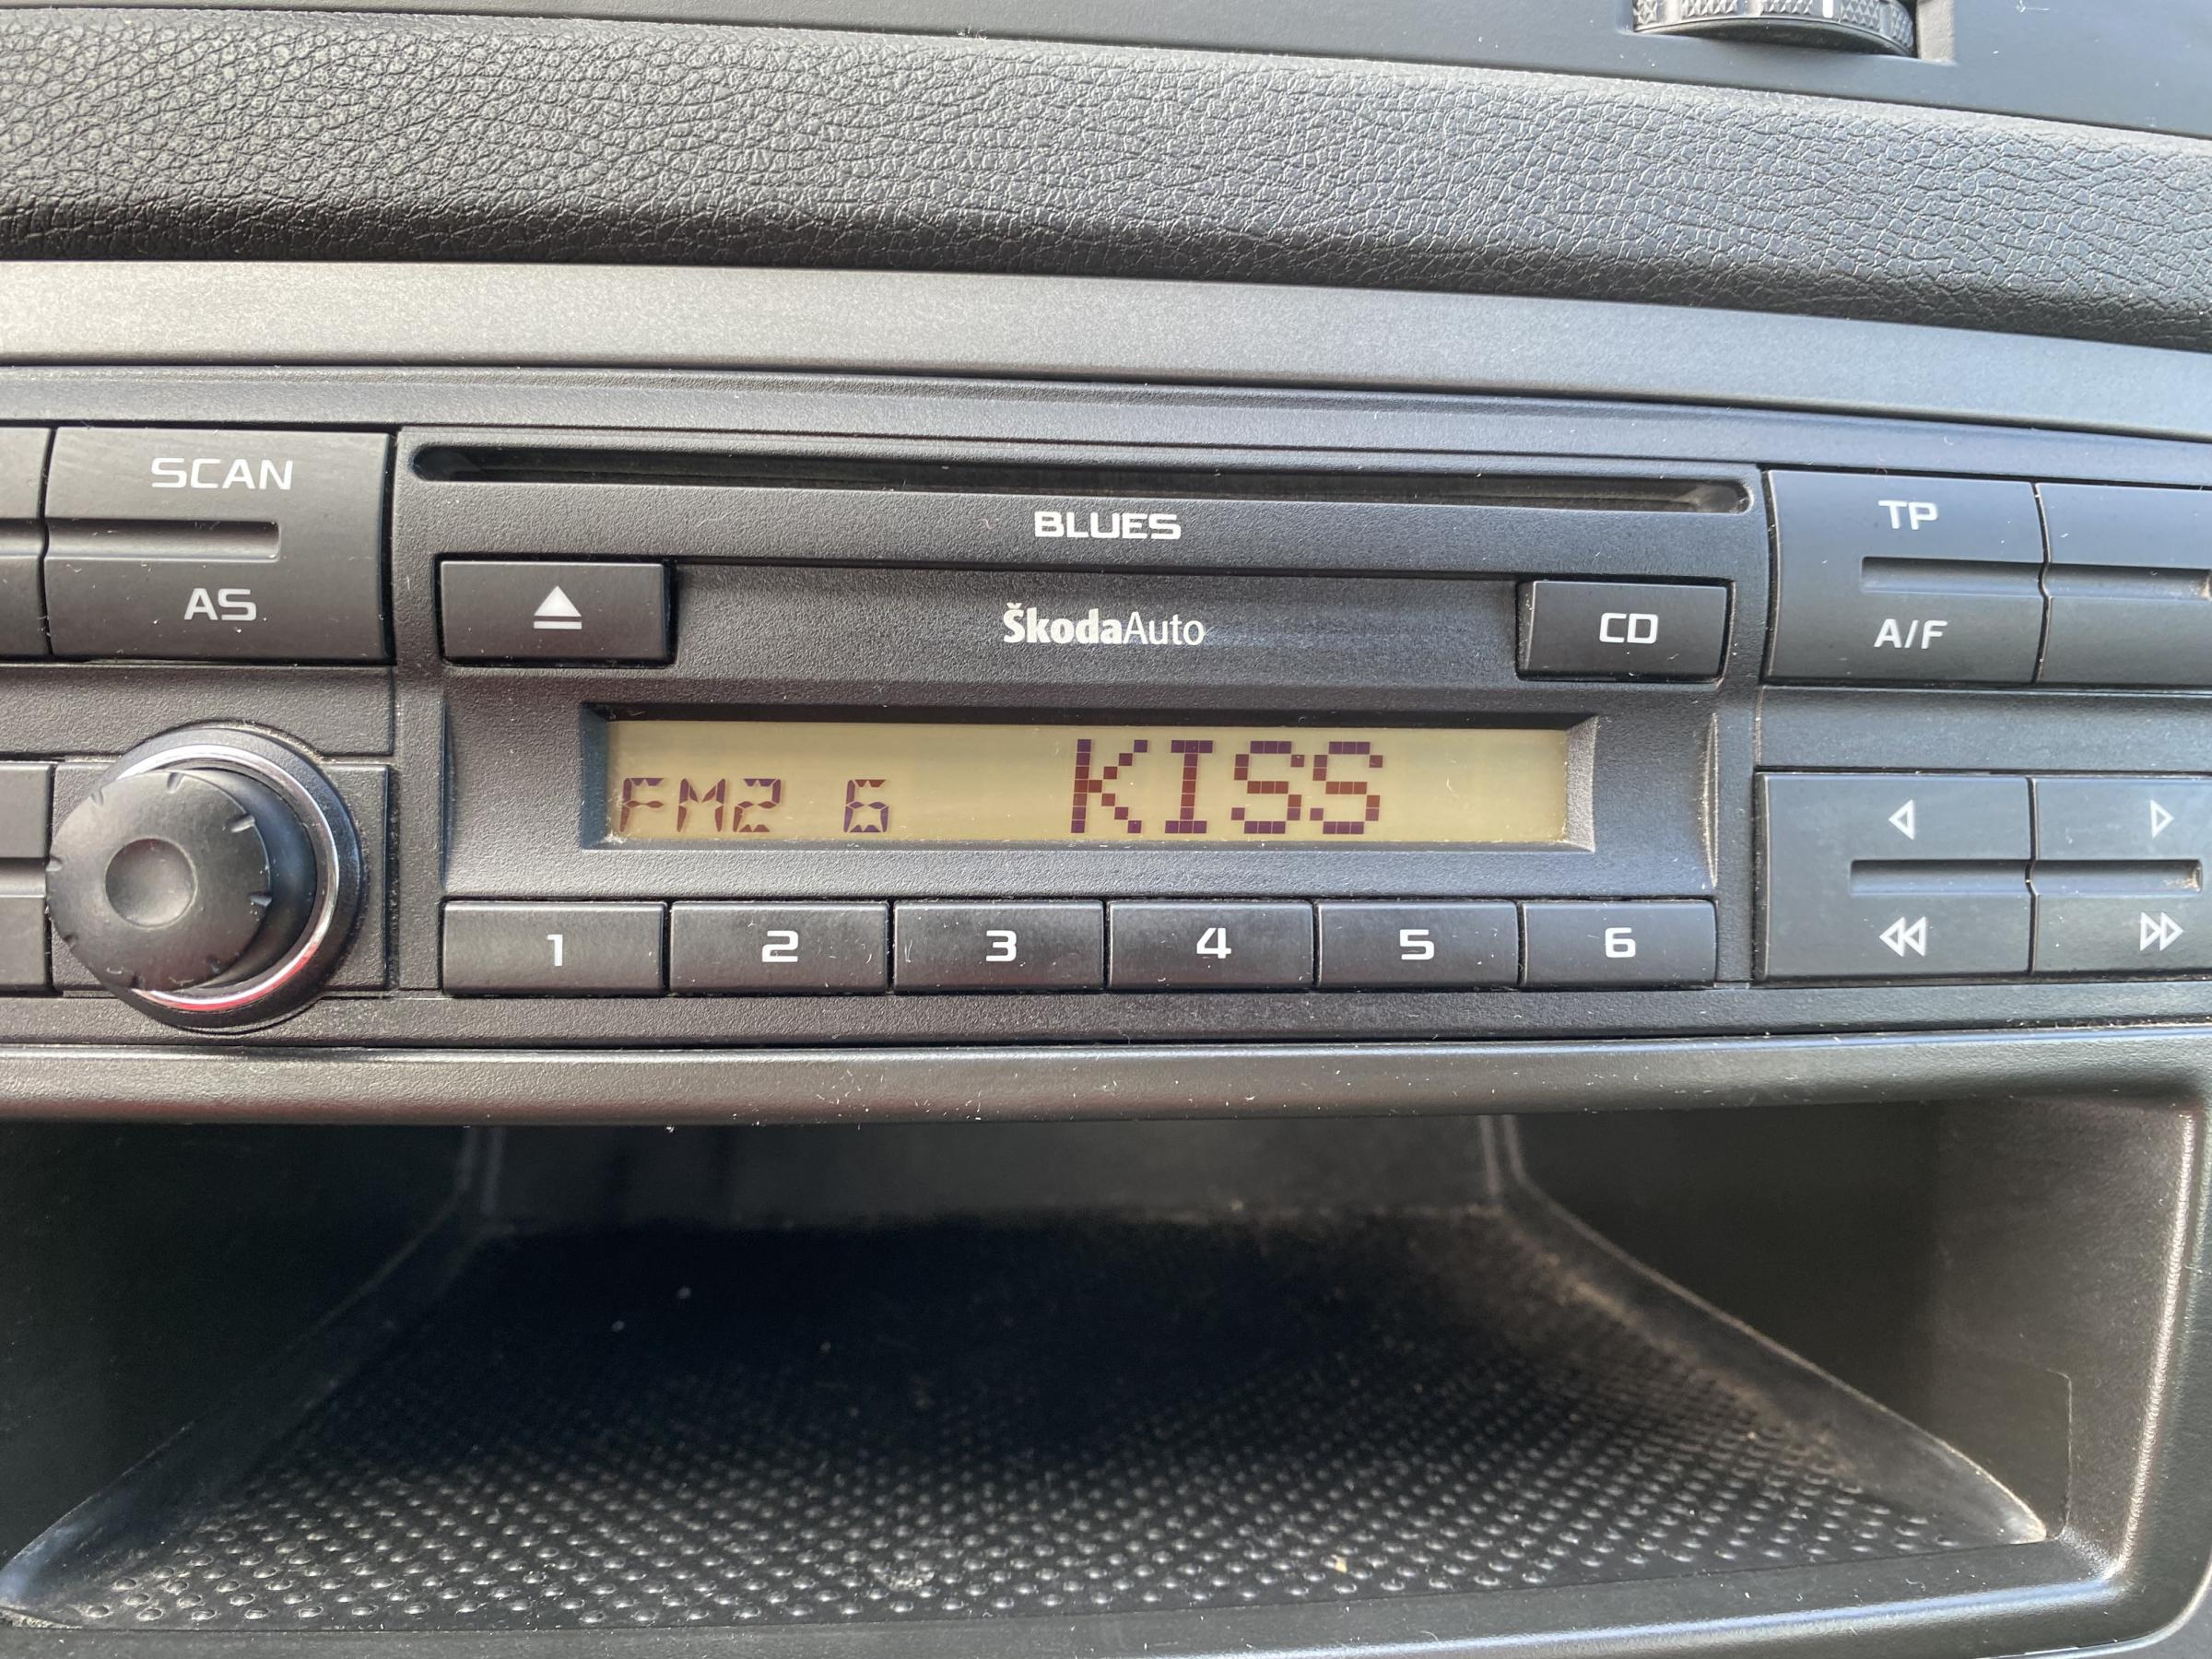 SCAN
AS
BLUES
ŠkodaAuto
CD
TP
A/F
FM2 6 KISS
1 2 3 4 5 6